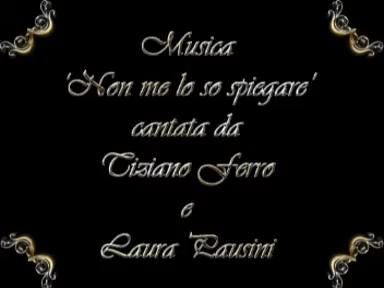 Musica
'Non me lo so spiegare'
cantata da
Tiziano Ferro
e
Laura Pausini